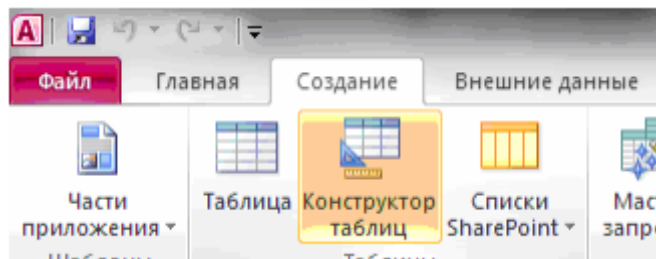 Файл Главная Создание Внешние данные
Части приложения
Таблица
Конструктор таблиц
Списки SharePoint